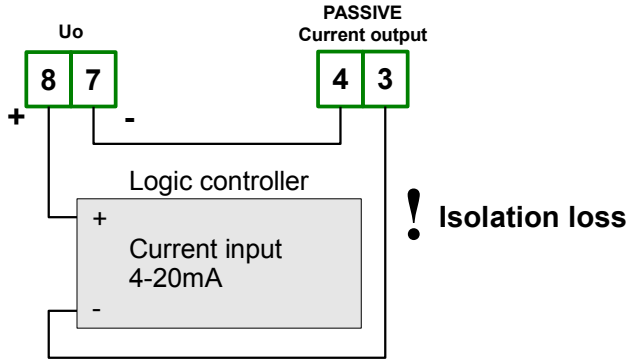 PASSIVE
Uo Current output
8 7 4 3
+ -
Logic controller
+
Current input
4-20mA
-
! Isolation loss